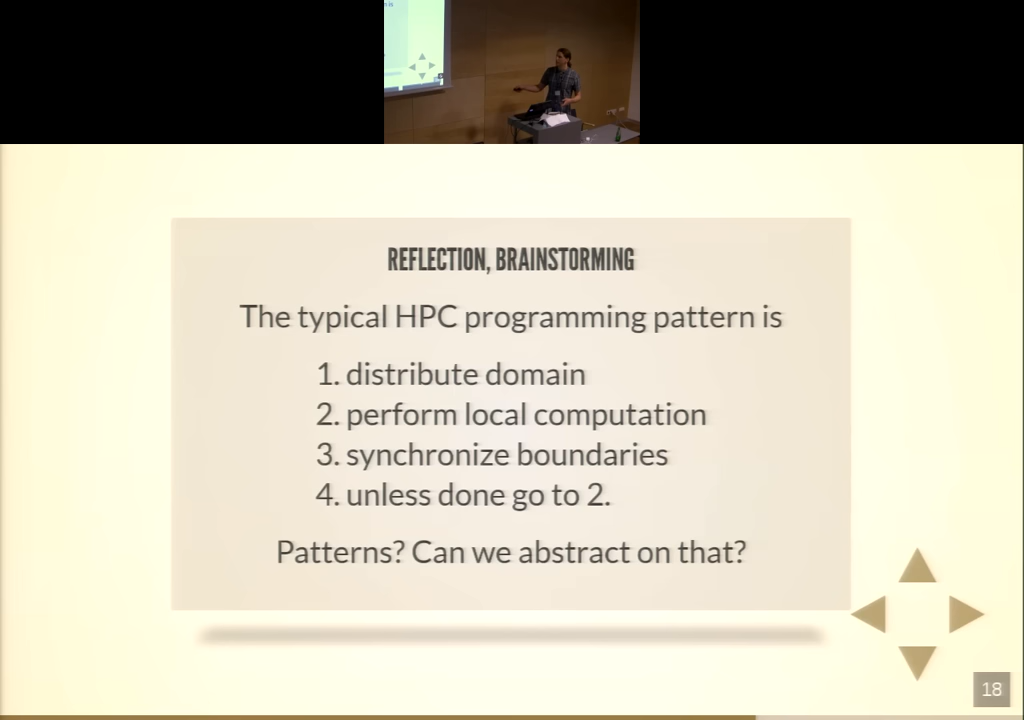 REFLECTION, BRAINSTORMING
The typical HPC programming pattern is
1. distribute domain
2. perform local computation
3. synchronize boundaries
4. unless done go to 2.
Patterns? Can we abstract on that?
18